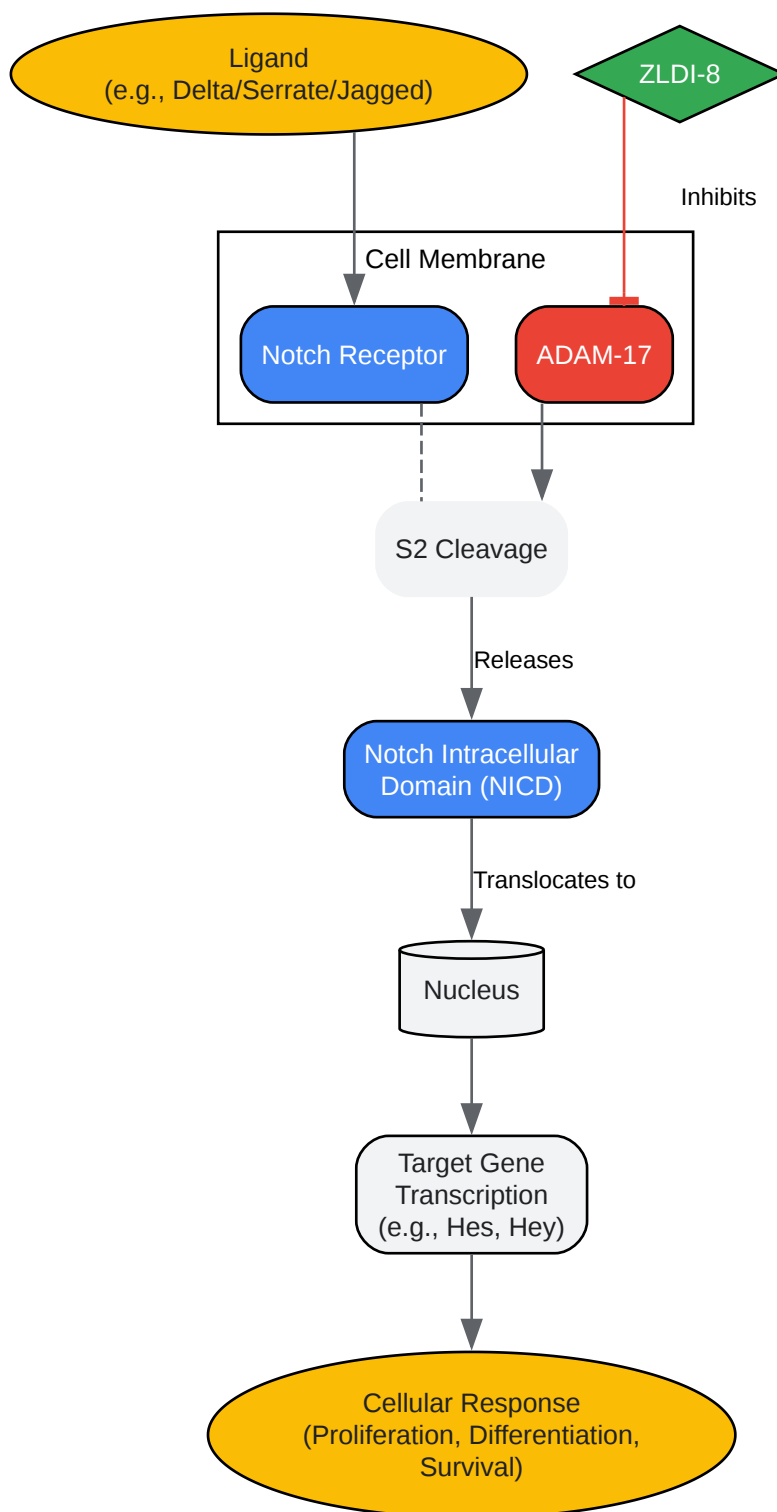 Ligand
(e.g., Delta/Serrate/Jagged)
ZLDI-8
Inhibits
Cell Membrane
Notch Receptor
ADAM-17
S2 Cleavage
Releases
Notch Intracellular
Domain (NICD)
Translocates to
Nucleus
Target Gene
Transcription
(e.g., Hes, Hey)
Cellular Response
(Proliferation, Differentiation,
Survival)